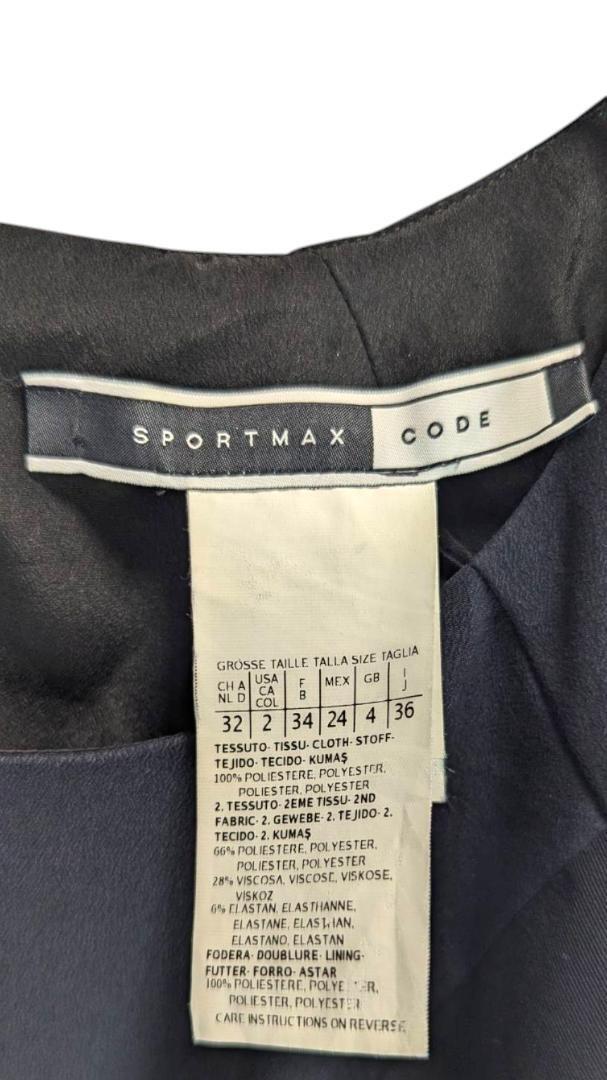 SPORTMAX CODE
GRÖSSE TAILLE TALLA SIZE TAGLIA
CH A NL D USA CA COL F B MEX GB I J
32 2 34 24 4 36
TESSUTO- TISSU- CLOTH- STOFF-
TEJIDO- TECIDO- KUMAŞ
100% POLIESTERE, POLYESTER,
POLIESTER, POLYESTER
2. TESSUTO- 2EME TISSU- 2ND
FABRIC- 2. GEWEBE- 2. TEJIDO- 2.
TECIDO- 2. KUMAŞ
66% POLIESTERE, POLYESTER,
POLIESTER, POLYESTER
28% VISCOSA, VISCOSE, VISKOSE,
VISKOZ
6% ELASTAN, ELASTHANNE,
ELASTANE, ELASTHAN,
ELASTANO, ELASTAN
FODERA- DOUBLURE- LINING-
FUTTER- FORRO- ASTAR
100% POLIESTERE, POLYESTER,
POLIESTER, POLYESTER
CARE INSTRUCTIONS ON REVERSE